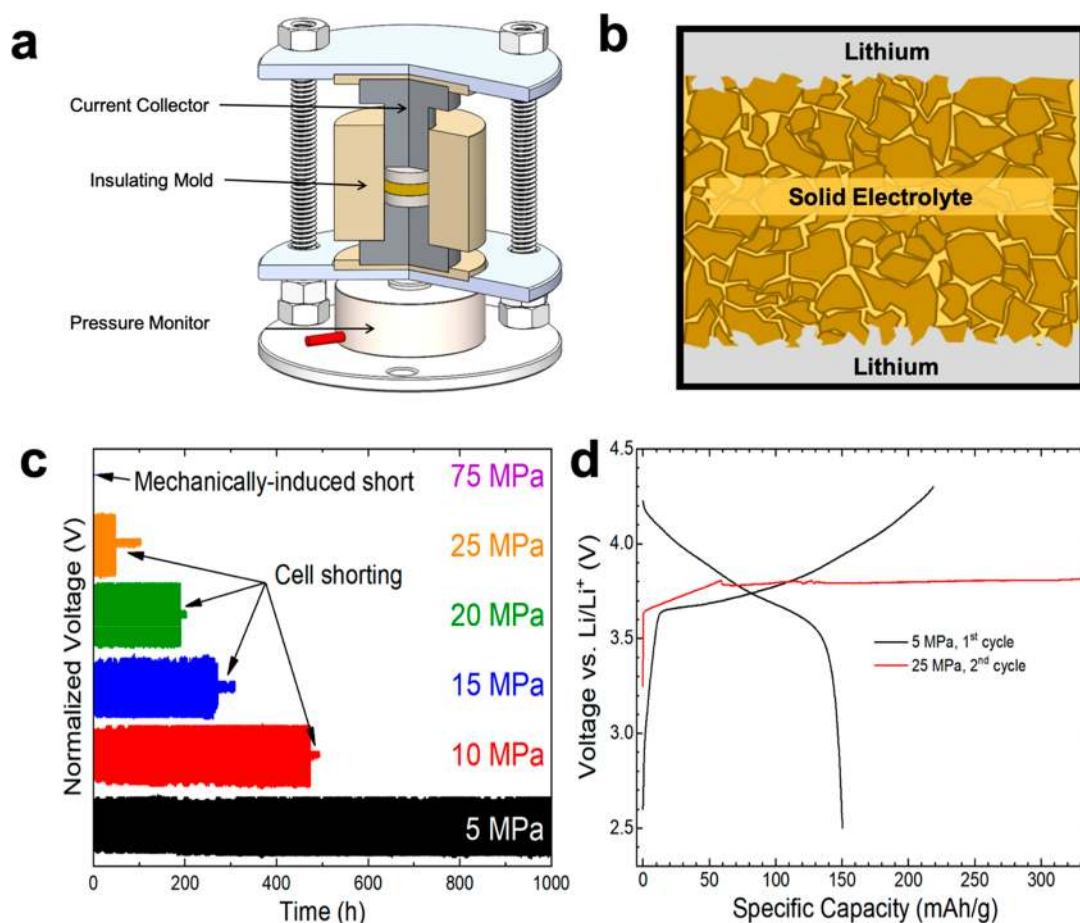 a
Current Collector
Insulating Mold
Pressure Monitor
b
Lithium
Solid Electrolyte
Lithium
c
Normalized Voltage (V)
Mechanically-induced short
75 MPa
25 MPa
Cell shorting
20 MPa
15 MPa
10 MPa
5 MPa
0 200 400 600 800 1000
Time (h)
d
Voltage vs. Li/Li⁺ (V)
4.5
4.0
3.5
3.0
2.5
5 MPa, 1st cycle
25 MPa, 2nd cycle
0 50 100 150 200 250 300
Specific Capacity (mAh/g)